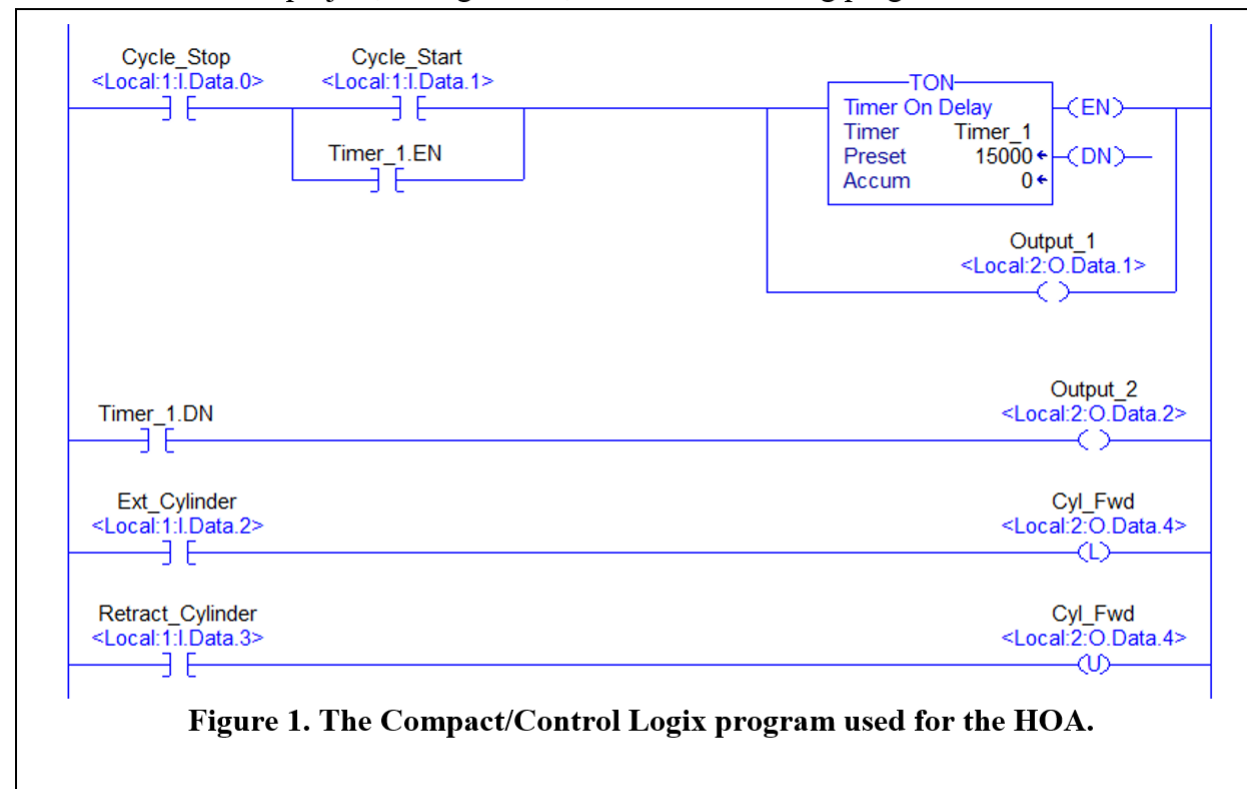 proj
prog
Cycle_Stop Cycle_Start
<Local:1:I.Data.0> <Local:1:I.Data.1>
TON
Timer On Delay EN
Timer Timer_1
Timer_1.EN
Preset 15000 DN
Accum 0
Output_1
<Local:2:O.Data.1>
Output_2
Timer_1.DN <Local:2:O.Data.2>
Ext_Cylinder Cyl_Fwd
<Local:1:I.Data.2> <Local:2:O.Data.4>
L
Retract_Cylinder Cyl_Fwd
<Local:1:I.Data.3> <Local:2:O.Data.4>
U
Figure 1. The Compact/Control Logix program used for the HOA.